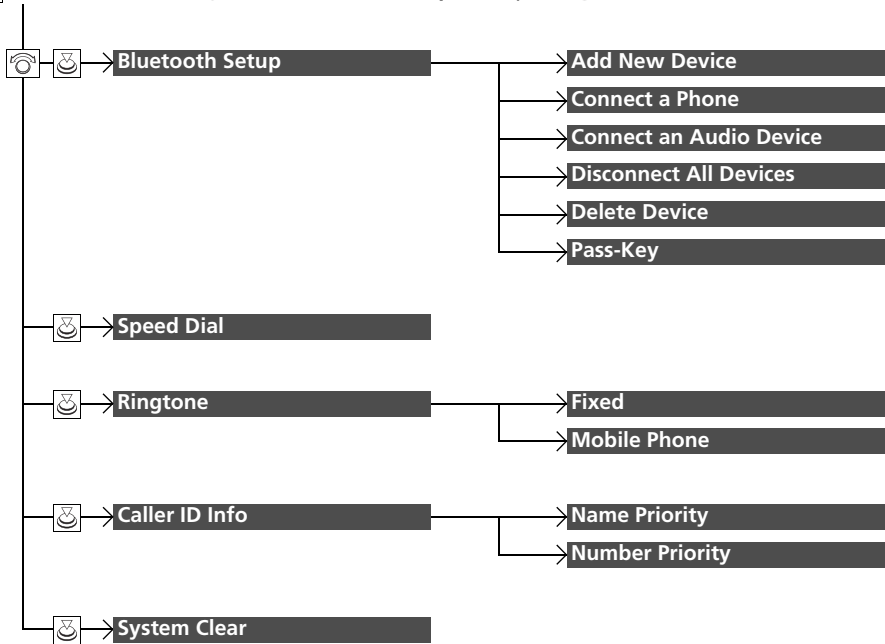 Bluetooth Setup
Add New Device
Connect a Phone
Connect an Audio Device
Disconnect All Devices
Delete Device
Pass-Key
Speed Dial
Ringtone
Fixed
Mobile Phone
Caller ID Info
Name Priority
Number Priority
System Clear